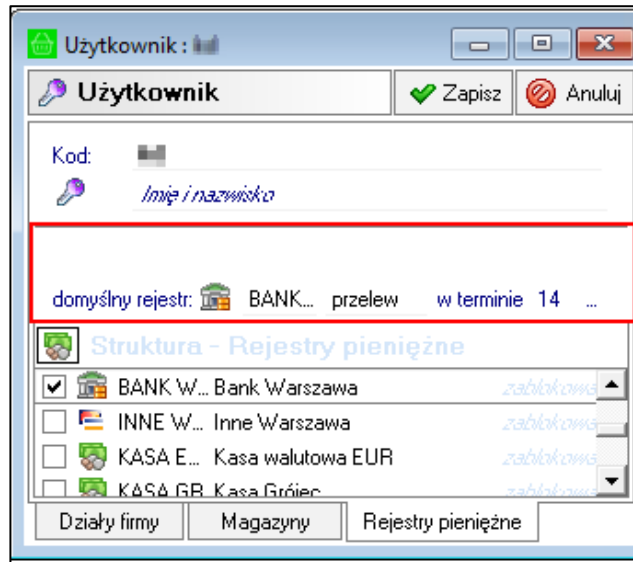 Użytkownik :
Użytkownik Zapisz Anuluj
Kod:
Imię i nazwisko
domyślny rejestr: BANK... przelew w terminie 14 ...
Struktura - Rejestry pieniężne
BANK W... Bank Warszawa
INNE W... Inne Warszawa
KASA E... Kasa walutowa EUR
KASA GR Kasa Grójec
Działy firmy Magazyny Rejestry pieniężne